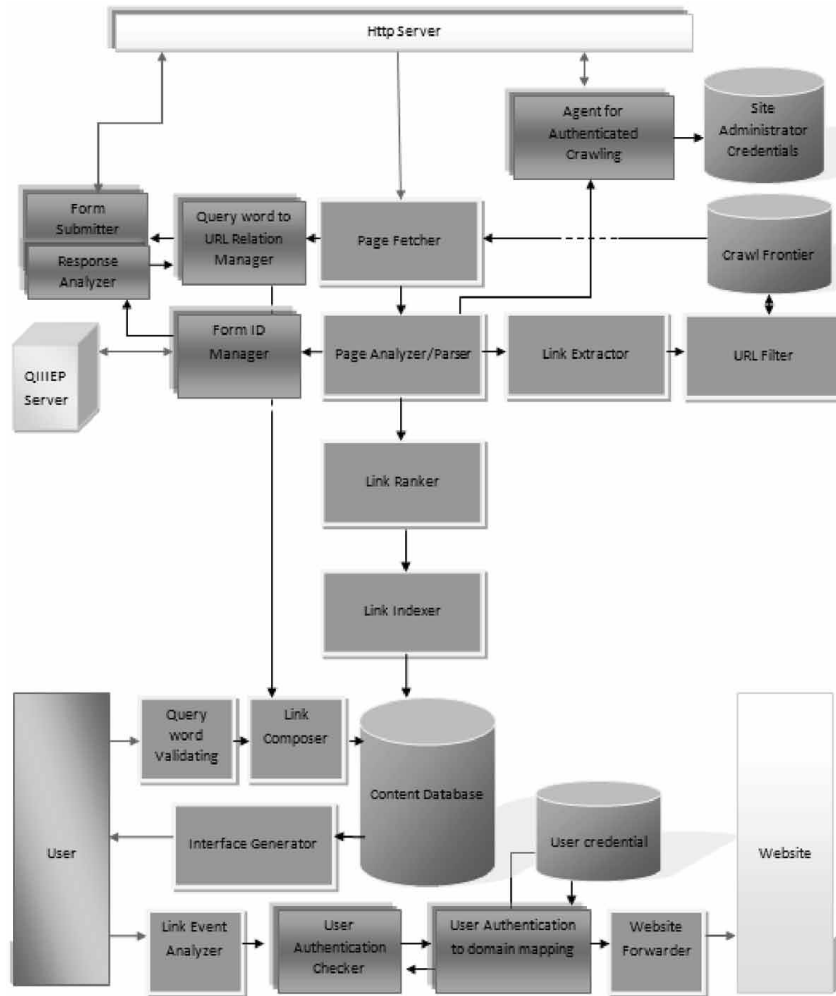 Http Server
Agent for
Authenticated
Crawling
Site
Administrator
Credentials
Form
Submitter
Query word to
URL Relation
Manager
Page Fetcher
Crawl Frontier
Response
Analyzer
Form ID
Manager
Page Analyzer/Parser
Link Extractor
URL Filter
QIIIEP
Server
Link Ranker
Link Indexer
Query
word
Validating
Link
Composer
Content Database
User
Interface Generator
User credential
Website
Link Event
Analyzer
User
Authentication
Checker
User Authentication
to domain mapping
Website
Forwarder